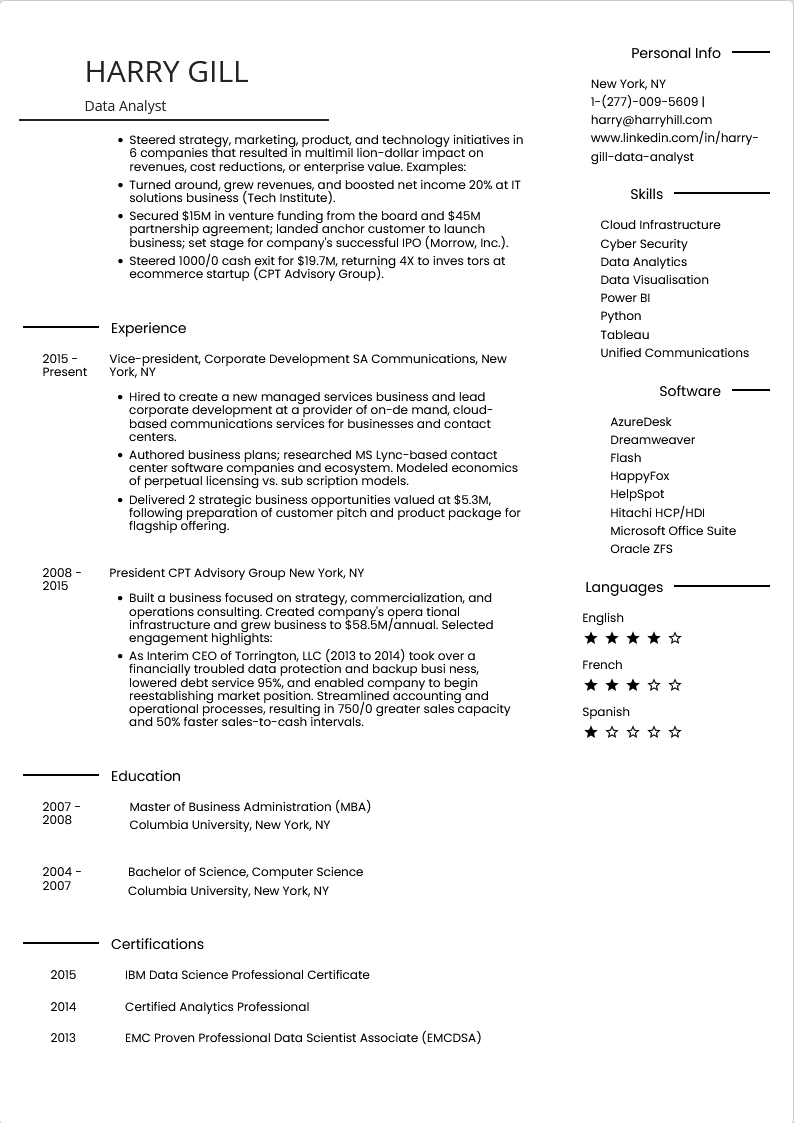 HARRY GILL
Data Analyst
Steered strategy, marketing, product, and technology initiatives in
6 companies that resulted in multimil lion-dollar impact on
revenues, cost reductions, or enterprise value. Examples:
Turned around, grew revenues, and boosted net income 20% at IT
solutions business (Tech Institute).
Secured $15M in venture funding from the board and $45M
partnership agreement; landed anchor customer to launch
business; set stage for company's successful IPO (Morrow, Inc.).
Steered 1000/0 cash exit for $19.7M, returning 4X to inves tors at
ecommerce startup (CPT Advisory Group).
Experience
2015 -
Present
Vice-president, Corporate Development SA Communications, New
York, NY
Hired to create a new managed services business and lead
corporate development at a provider of on-de mand, cloud-
based communications services for businesses and contact
centers.
Authored business plans; researched MS Lync-based contact
center software companies and ecosystem. Modeled economics
of perpetual licensing vs. sub scription models.
Delivered 2 strategic business opportunities valued at $5.3M,
following preparation of customer pitch and product package for
flagship offering.
2008 -
2015
President CPT Advisory Group New York, NY
Built a business focused on strategy, commercialization, and
operations consulting. Created company's opera tional
infrastructure and grew business to $58.5M/annual. Selected
engagement highlights:
As Interim CEO of Torrington, LLC (2013 to 2014) took over a
financially troubled data protection and backup busi ness,
lowered debt service 95%, and enabled company to begin
reestablishing market position. Streamlined accounting and
operational processes, resulting in 750/0 greater sales capacity
and 50% faster sales-to-cash intervals.
Education
2007 -
2008
Master of Business Administration (MBA)
Columbia University, New York, NY
2004 -
2007
Bachelor of Science, Computer Science
Columbia University, New York, NY
Certifications
2015 IBM Data Science Professional Certificate
2014 Certified Analytics Professional
2013 EMC Proven Professional Data Scientist Associate (EMCDSA)
Personal Info
New York, NY
1-(277)-009-5609 |
harry@harryhill.com
www.linkedin.com/in/harry-
gill-data-analyst
Skills
Cloud Infrastructure
Cyber Security
Data Analytics
Data Visualisation
Power BI
Python
Tableau
Unified Communications
Software
AzureDesk
Dreamweaver
Flash
HappyFox
HelpSpot
Hitachi HCP/HDI
Microsoft Office Suite
Oracle ZFS
Languages
English
French
Spanish